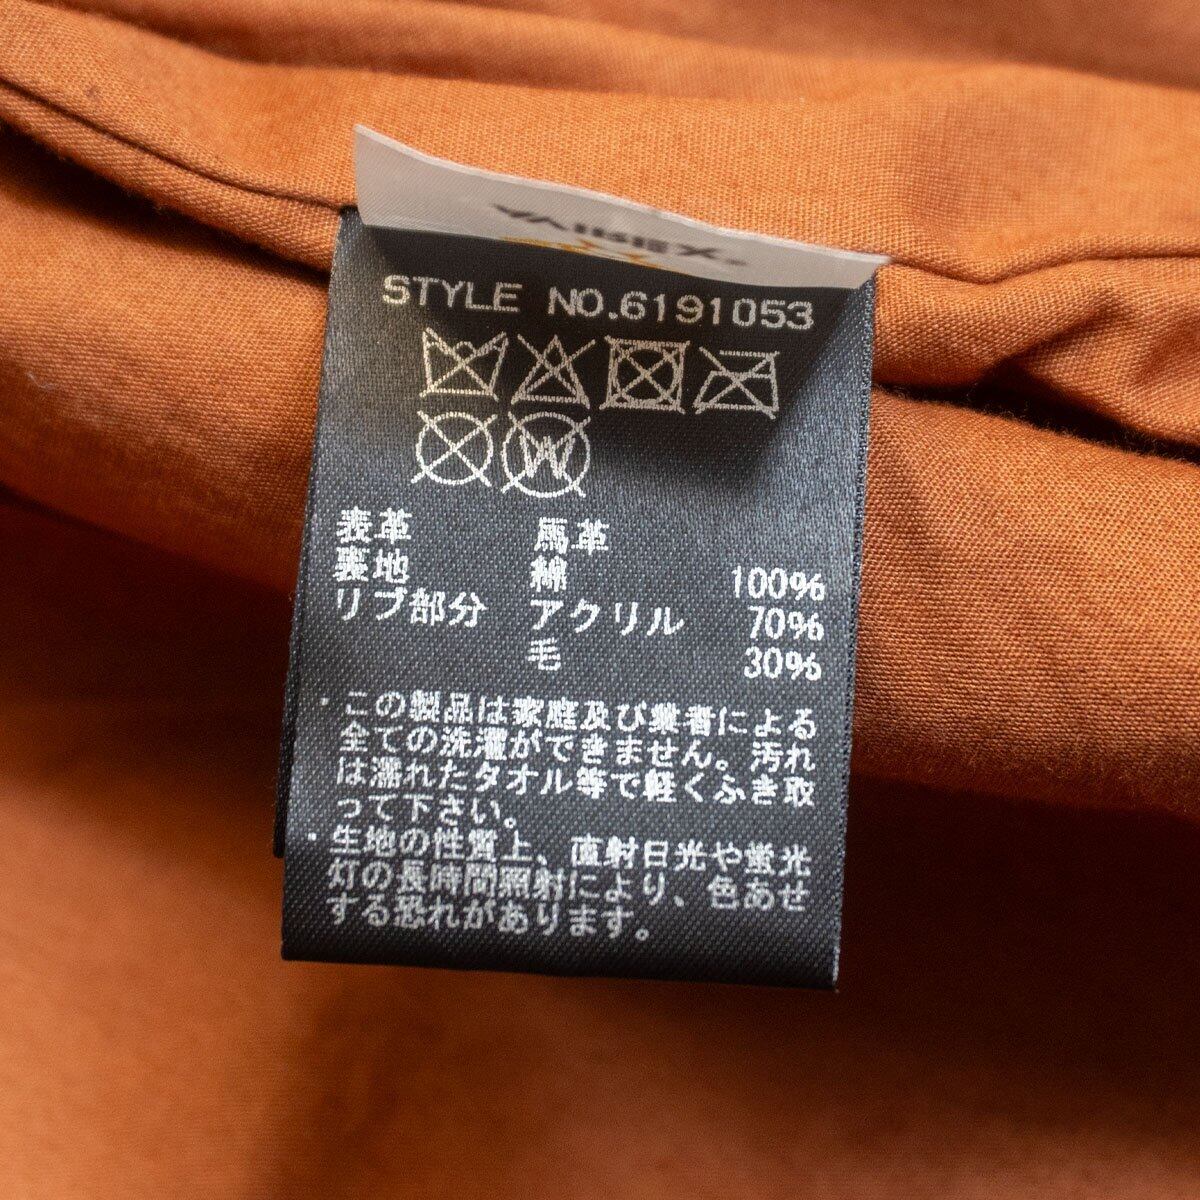 STYLE NO.6191053
表革 馬革
裏地 綿 100%
リブ部分 アクリル 70%
毛 30%
・この製品は家庭及び業者による
全ての洗濯ができません。汚れ
は濡れたタオル等で軽くふき取
って下さい。
・生地の性質上、直射日光や蛍光
灯の長時間照射により、色あせ
する恐れがあります。